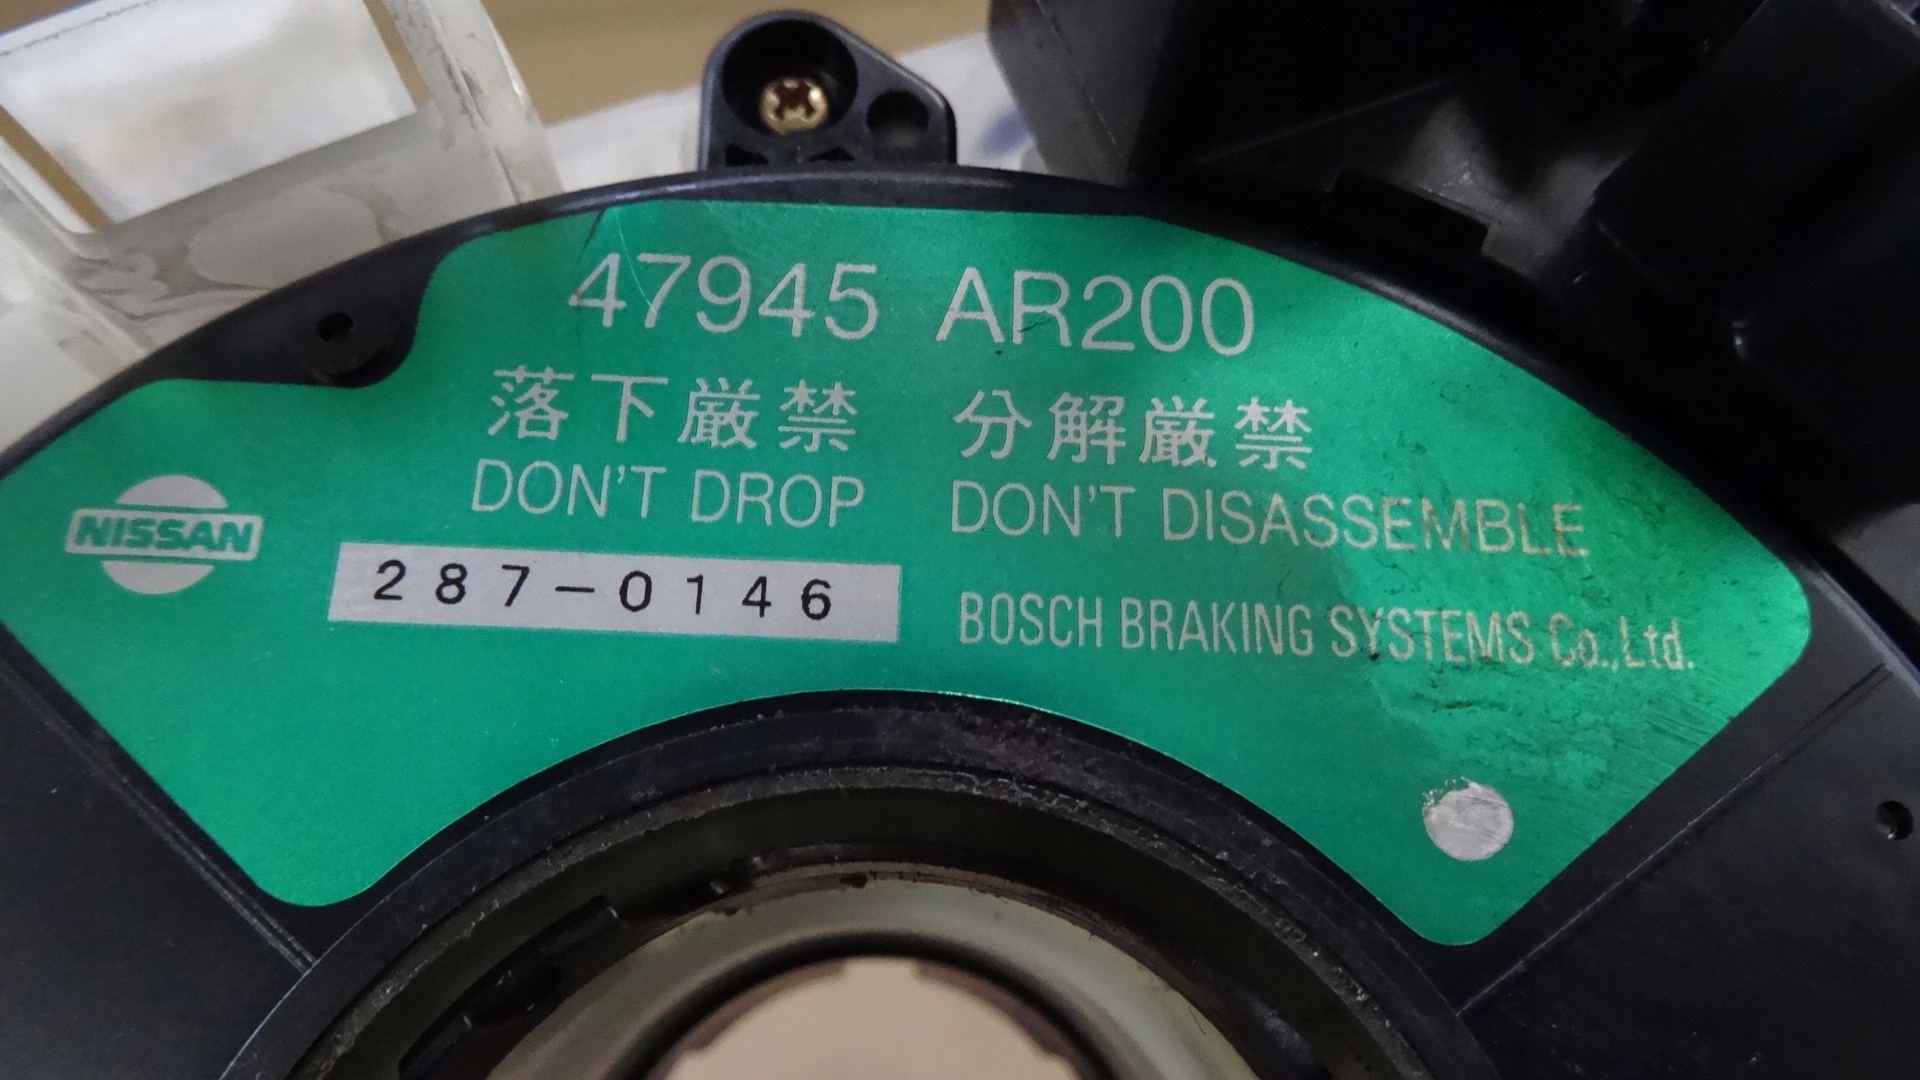 47945 AR200
落下厳禁 分解厳禁
DON'T DROP DON'T DISASSEMBLE
NISSAN
287-0146
BOSCH BRAKING SYSTEMS Co.,Ltd.